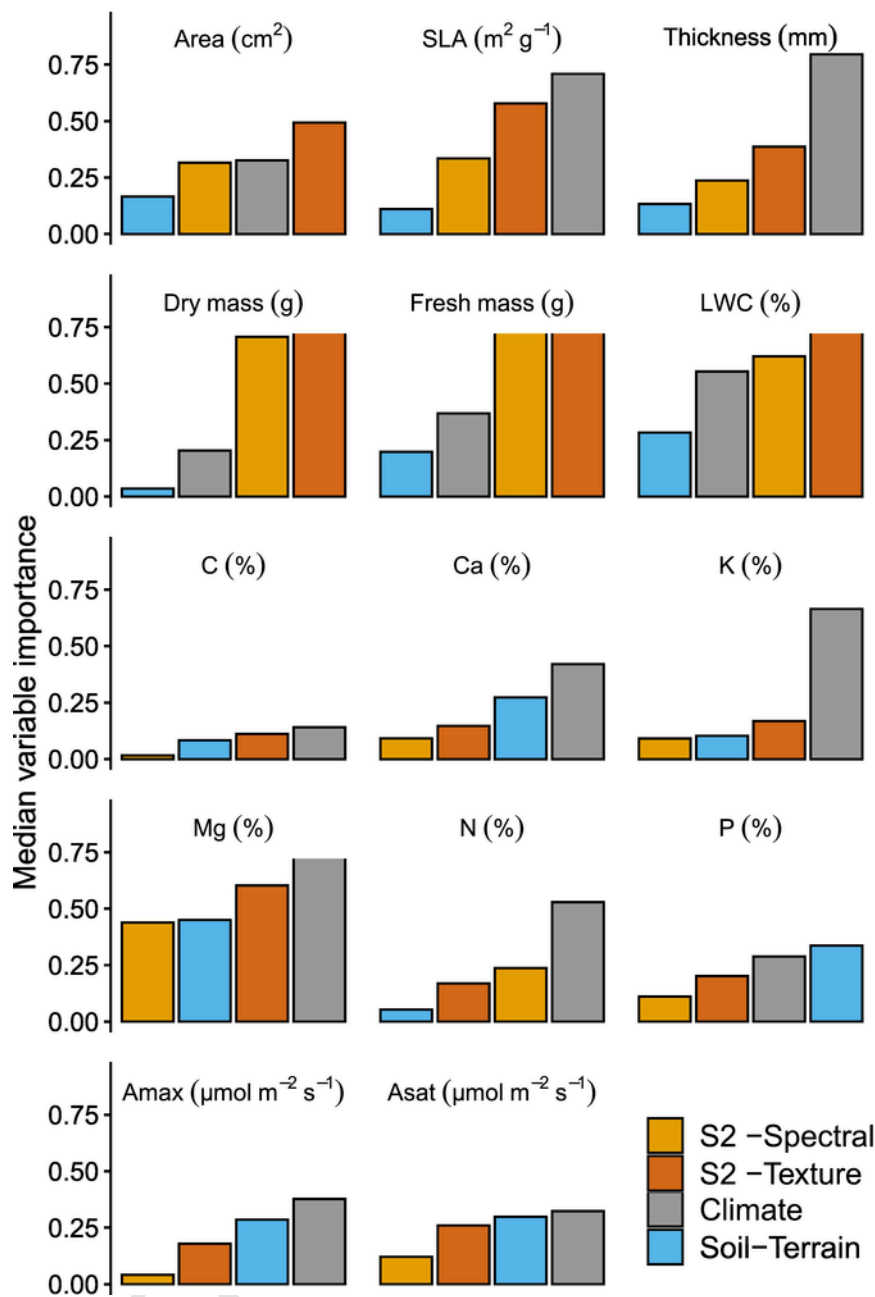 Median variable importance
Area (cm²) SLA (m² g⁻¹) Thickness (mm)
0.75
0.50
0.25
0.00
Dry mass (g) Fresh mass (g) LWC (%)
0.75
0.50
0.25
0.00
C (%) Ca (%) K (%)
0.75
0.50
0.25
0.00
Mg (%) N (%) P (%)
0.75
0.50
0.25
0.00
Amax (µmol m⁻² s⁻¹) Asat (µmol m⁻² s⁻¹)
0.75
0.50
0.25
0.00
S2 −Spectral
S2 −Texture
Climate
Soil−Terrain